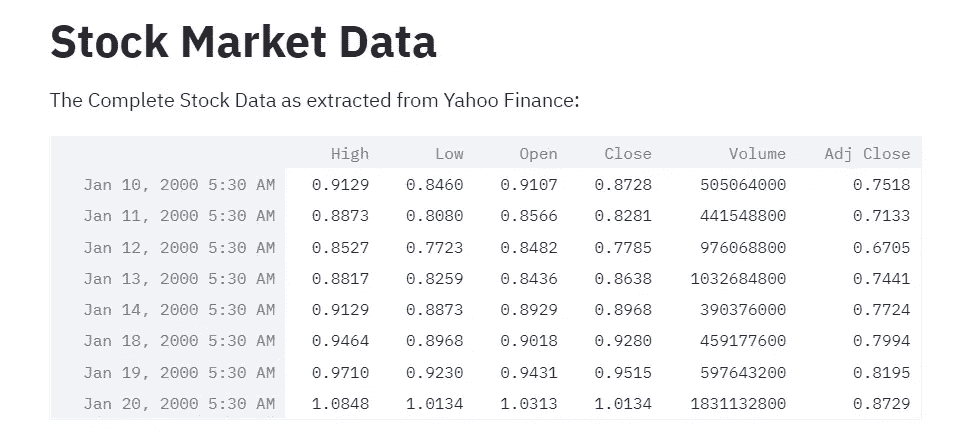 Stock Market Data
The Complete Stock Data as extracted from Yahoo Finance:
High Low Open Close Volume Adj Close
Jan 10, 2000 5:30 AM 0.9129 0.8460 0.9107 0.8728 505064000 0.7518
Jan 11, 2000 5:30 AM 0.8873 0.8080 0.8566 0.8281 441548800 0.7133
Jan 12, 2000 5:30 AM 0.8527 0.7723 0.8482 0.7785 976068800 0.6705
Jan 13, 2000 5:30 AM 0.8817 0.8259 0.8436 0.8638 1032684800 0.7441
Jan 14, 2000 5:30 AM 0.9129 0.8873 0.8929 0.8968 390376000 0.7724
Jan 18, 2000 5:30 AM 0.9464 0.8968 0.9018 0.9280 459177600 0.7994
Jan 19, 2000 5:30 AM 0.9710 0.9230 0.9431 0.9515 597643200 0.8195
Jan 20, 2000 5:30 AM 1.0848 1.0134 1.0313 1.0134 1831132800 0.8729